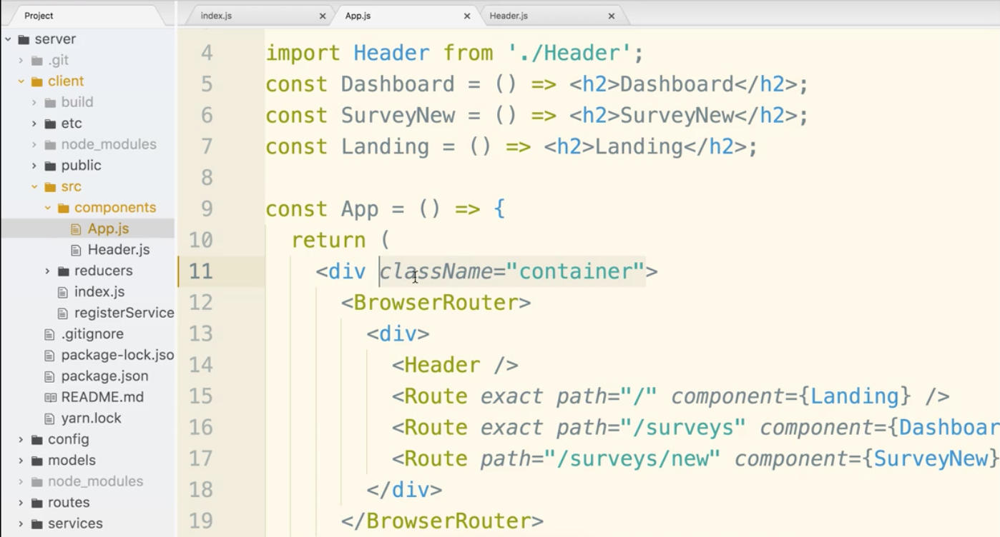 Project
index.js
App.js
Header.js
server
.git
client
build
etc
node_modules
public
src
components
App.js
Header.js
reducers
index.js
registerService
.gitignore
package-lock.jso
package.json
README.md
yarn.lock
config
models
node_modules
routes
services
4 import Header from './Header';
5 const Dashboard = () => <h2>Dashboard</h2>;
6 const SurveyNew = () => <h2>SurveyNew</h2>;
7 const Landing = () => <h2>Landing</h2>;
8
9 const App = () => {
10 return (
11 <div className="container">
12 <BrowserRouter>
13 <div>
14 <Header />
15 <Route exact path="/" component={Landing} />
16 <Route exact path="/surveys" component={Dashboar
17 <Route path="/surveys/new" component={SurveyNew}
18 </div>
19 </BrowserRouter>